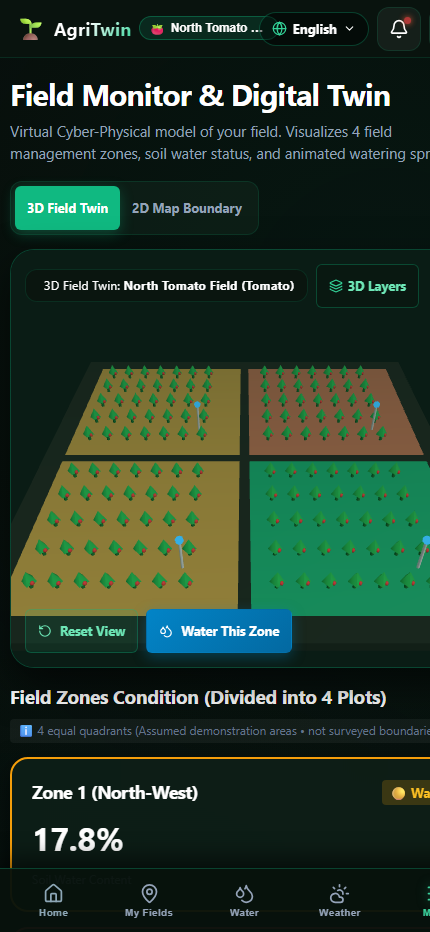 AgriTwin
North Tomato ...
English
Field Monitor & Digital Twin
Virtual Cyber-Physical model of your field. Visualizes 4 field
management zones, soil water status, and animated watering spr
3D Field Twin
2D Map Boundary
3D Field Twin: North Tomato Field (Tomato)
3D Layers
Reset View
Water This Zone
Field Zones Condition (Divided into 4 Plots)
4 equal quadrants (Assumed demonstration areas • not surveyed boundarie
Zone 1 (North-West)
Wa
17.8%
Home
My Fields
Water
Weather
M